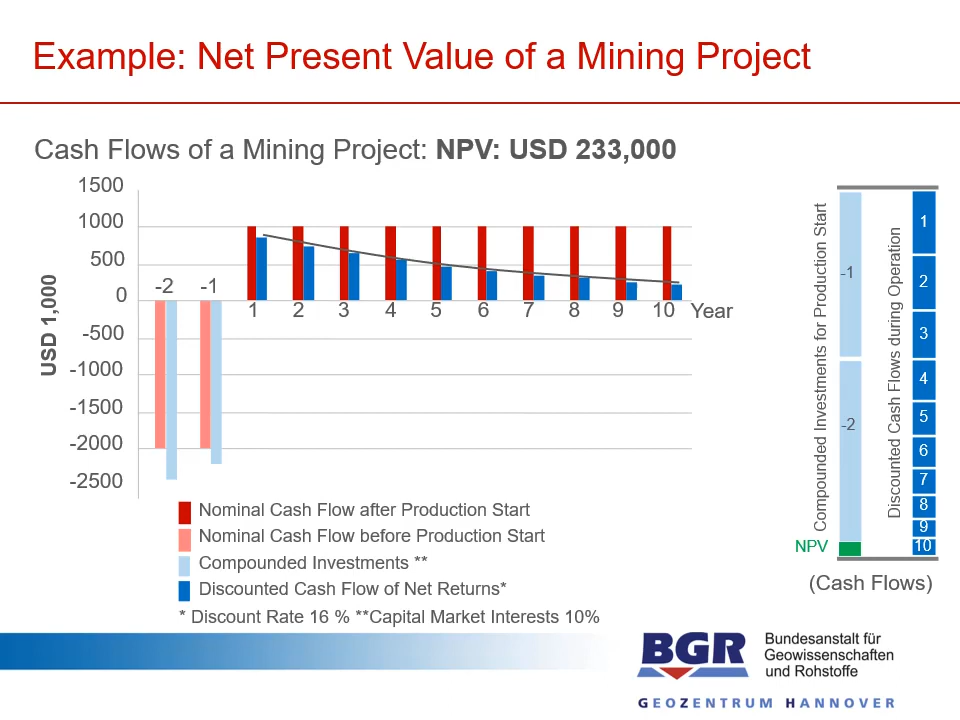 Example: Net Present Value of a Mining Project
Cash Flows of a Mining Project: NPV: USD 233,000
1500
1000
500
0
-500
-1000
-1500
-2000
-2500
USD 1,000
-2 -1
1 2 3 4 5 6 7 8 9 10 Year
Nominal Cash Flow after Production Start
Nominal Cash Flow before Production Start
Compounded Investments **
Discounted Cash Flow of Net Returns*
* Discount Rate 16 % **Capital Market Interests 10%
Compounded Investments for Production Start
-1
-2
NPV
Discounted Cash Flows during Operation
1
2
3
4
5
6
7
8
9
10
(Cash Flows)
BGR
Bundesanstalt für
Geowissenschaften
und Rohstoffe
GEOZENTRUM HANNOVER